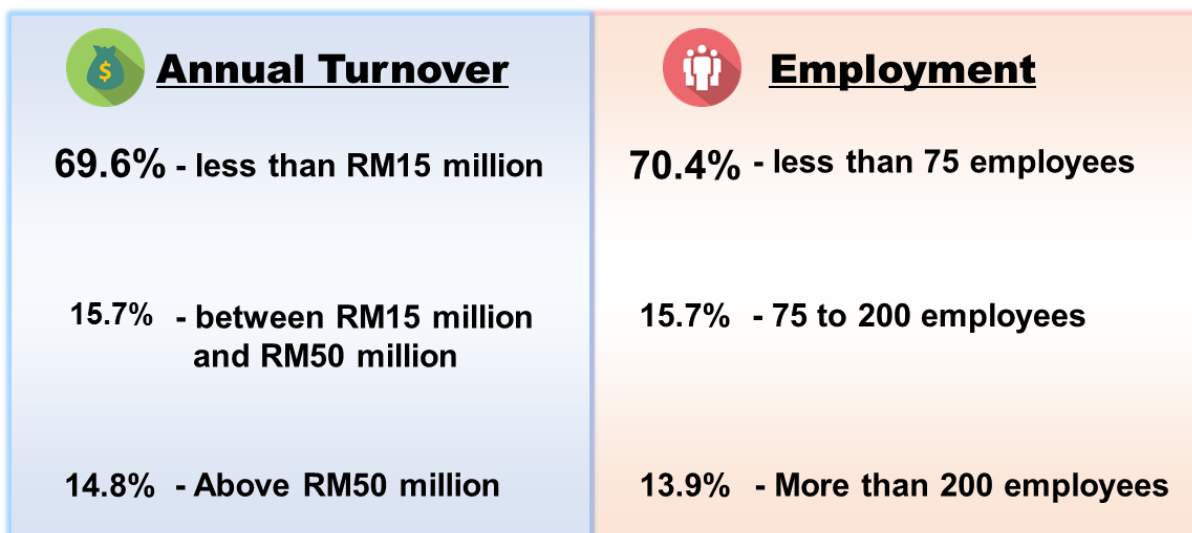 $
Annual Turnover
69.6% - less than RM15 million
15.7% - between RM15 million
and RM50 million
14.8% - Above RM50 million
Employment
70.4% - less than 75 employees
15.7% - 75 to 200 employees
13.9% - More than 200 employees